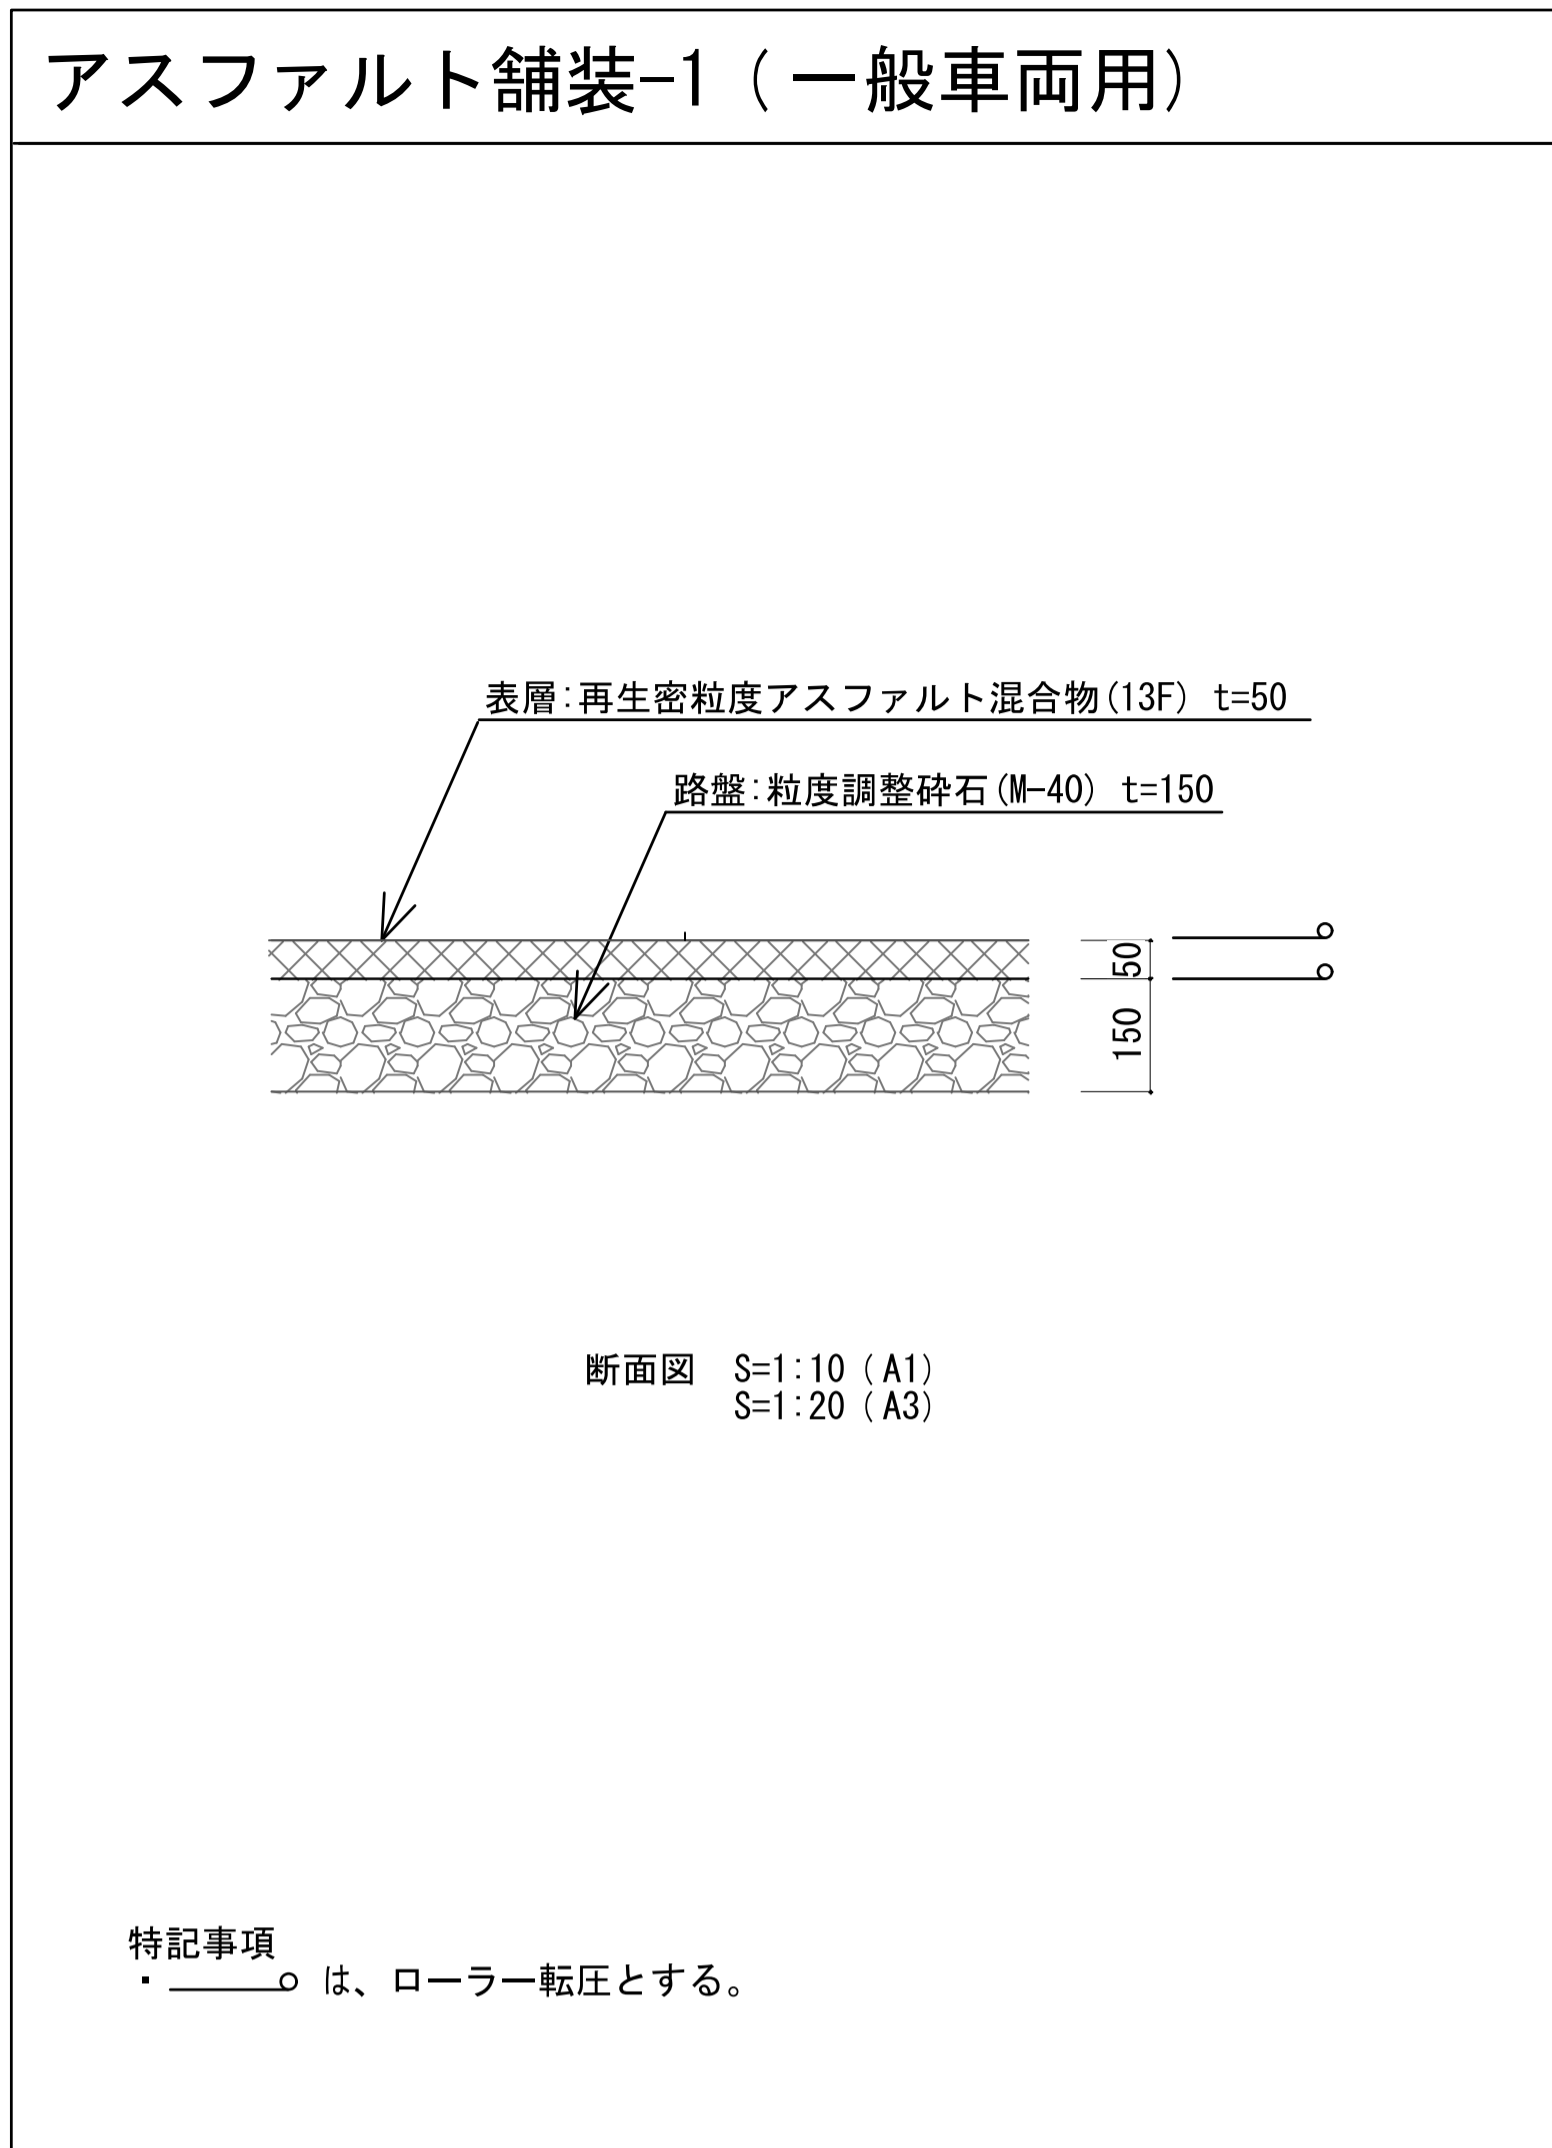 アスファルト舗装-1 (一般車両用)
表層:再生密粒度アスファルト混合物(13F) t=50
路盤:粒度調整砕石(M-40) t=150
50
150
断面図 S=1:10 (A1)
S=1:20 (A3)
特記事項
・ は、ローラー転圧とする。